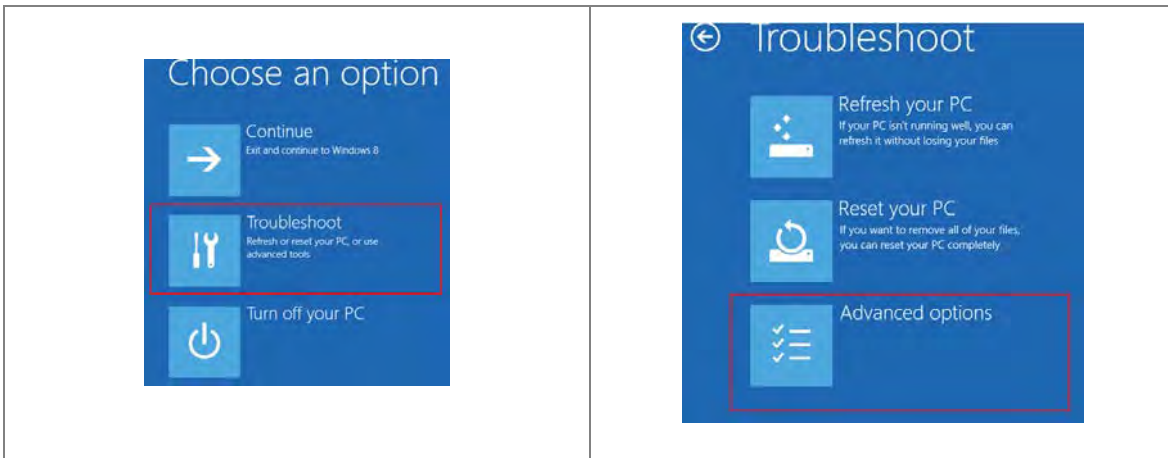 Choose an option
Continue
Exit and continue to Windows 8
Troubleshoot
Refresh or reset your PC, or use
advanced tools
Turn off your PC
Troubleshoot
Refresh your PC
If your PC isn't running well, you can
refresh it without losing your files
Reset your PC
If you want to remove all of your files,
you can reset your PC completely
Advanced options